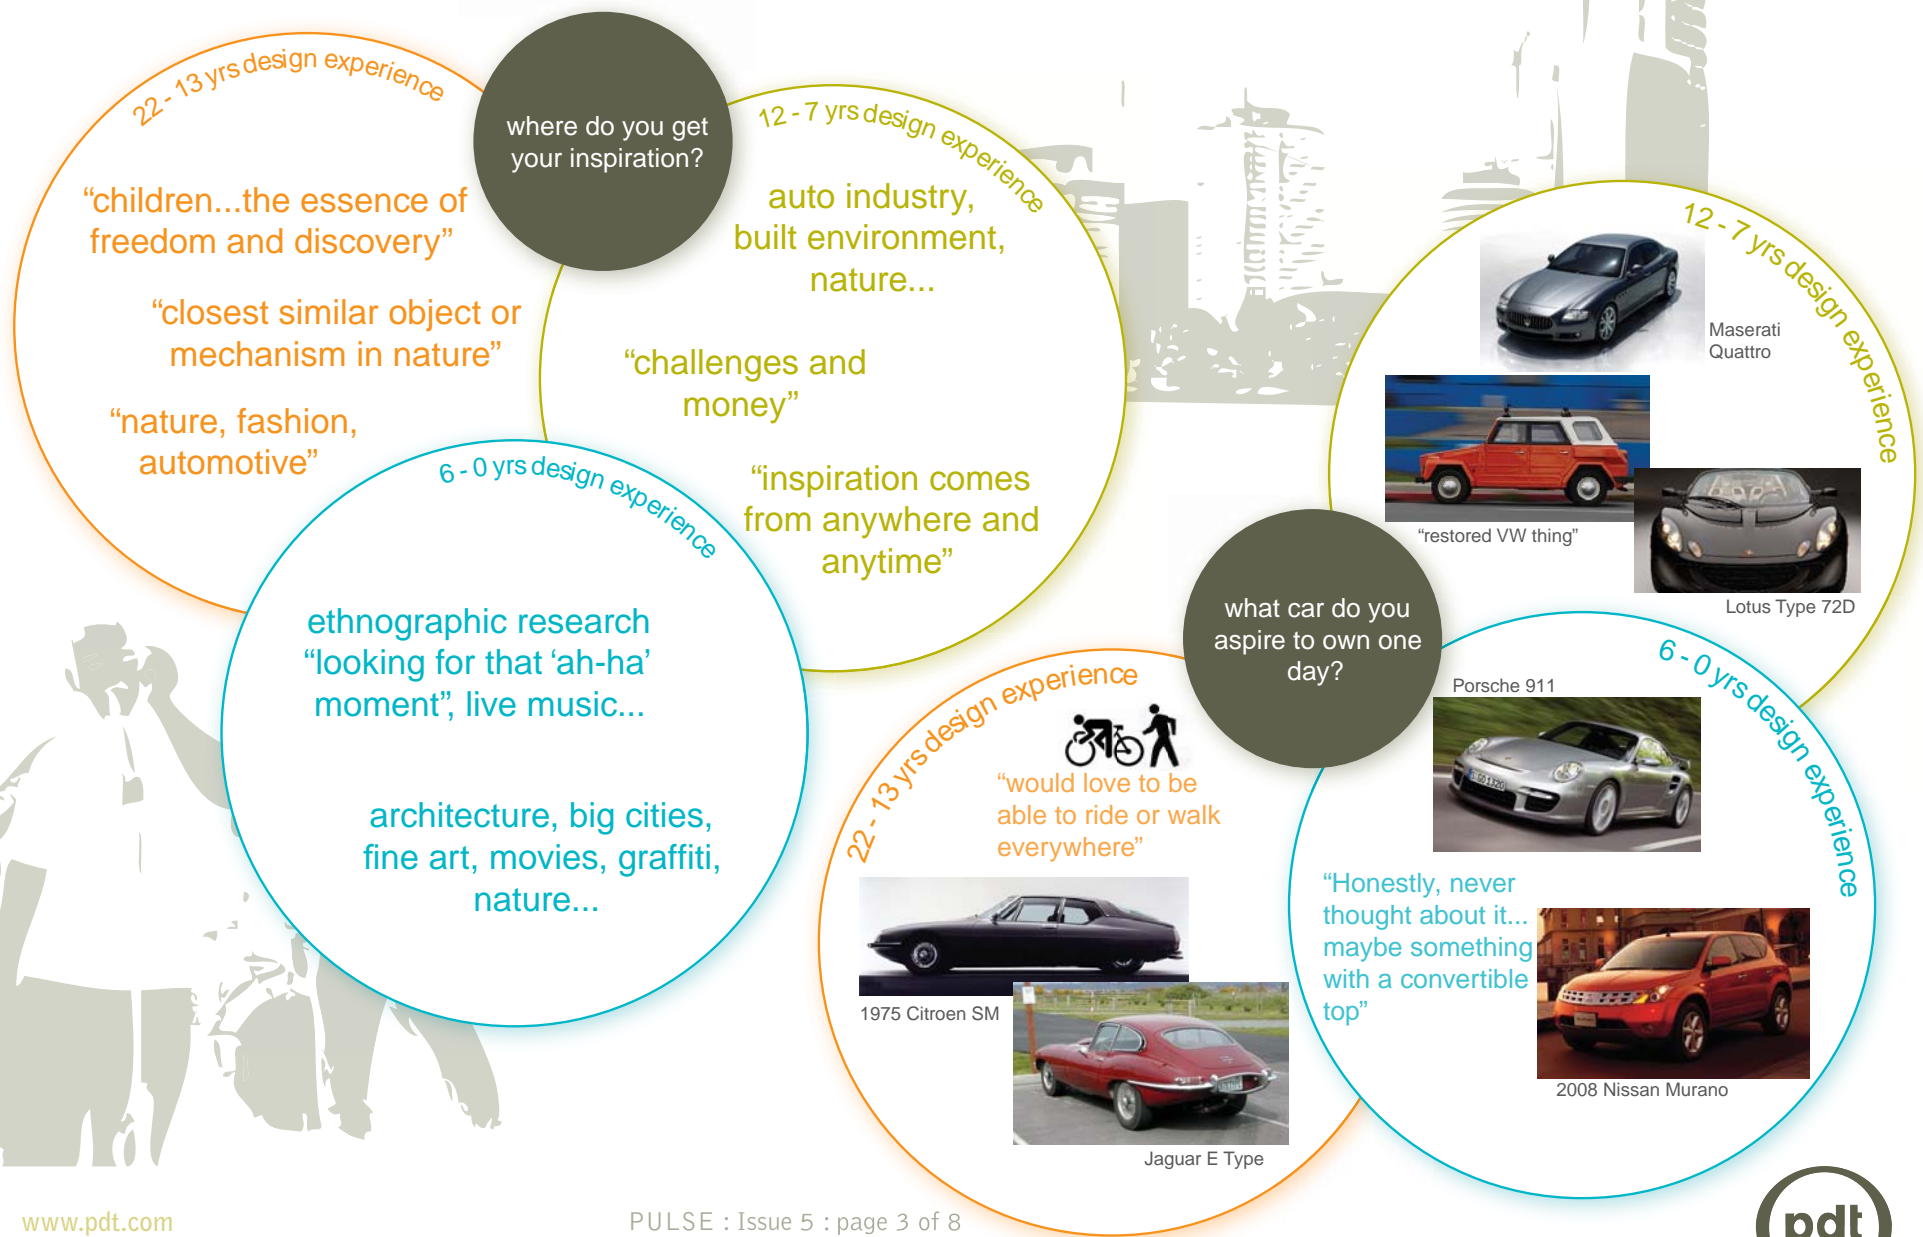 22 - 13 yrs design experience
where do you get
your inspiration?
“children...the essence of
freedom and discovery”
“closest similar object or
mechanism in nature”
“nature, fashion,
automotive”
12 - 7 yrs design experience
auto industry,
built environment,
nature...
“challenges and
money”
“inspiration comes
from anywhere and
anytime”
6 - 0 yrs design experience
ethnographic research
“looking for that ‘ah-ha’
moment”, live music...
architecture, big cities,
fine art, movies, graffiti,
nature...
what car do you
aspire to own one
day?
12 - 7 yrs design experience
Maserati
Quattro
“restored VW thing”
Lotus Type 72D
22 - 13 yrs design experience
“would love to be
able to ride or walk
everywhere”
1975 Citroen SM
Jaguar E Type
6 - 0 yrs design experience
Porsche 911
“Honestly, never
thought about it...
maybe something
with a convertible
top”
2008 Nissan Murano
www.pdt.com
PULSE : Issue 5 : page 3 of 8
pdt